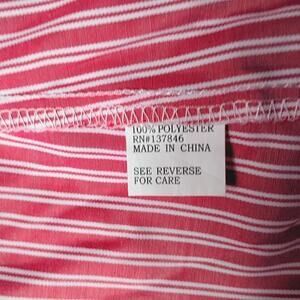 100% POLYESTER
RN#137846
MADE IN CHINA
SEE REVERSE
FOR CARE